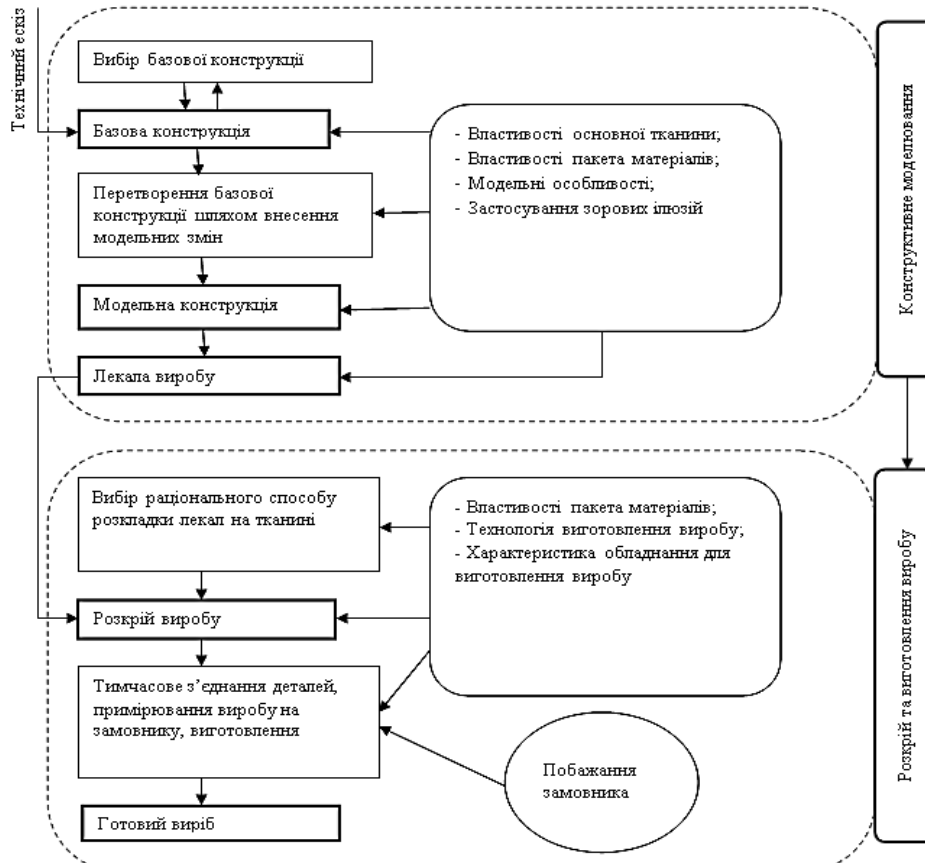 Технічний ескіз
Вибір базової конструкції
Базова конструкція
Перетворення базової
конструкції шляхом внесення
модельних змін
Модельна конструкція
Лекала виробу
- Властивості основної тканини;
- Властивості пакета матеріалів;
- Модельні особливості;
- Застосування зорових ілюзій
Конструктивне моделювання
Вибір раціонального способу
розкладки лекал на тканині
Розкрій виробу
Тимчасове з’єднання деталей,
примірювання виробу на
замовнику, виготовлення
Готовий виріб
- Властивості пакета матеріалів;
- Технологія виготовлення виробу;
- Характеристика обладнання для
виготовлення виробу
Побажання
замовника
Розкрій та виготовлення виробу